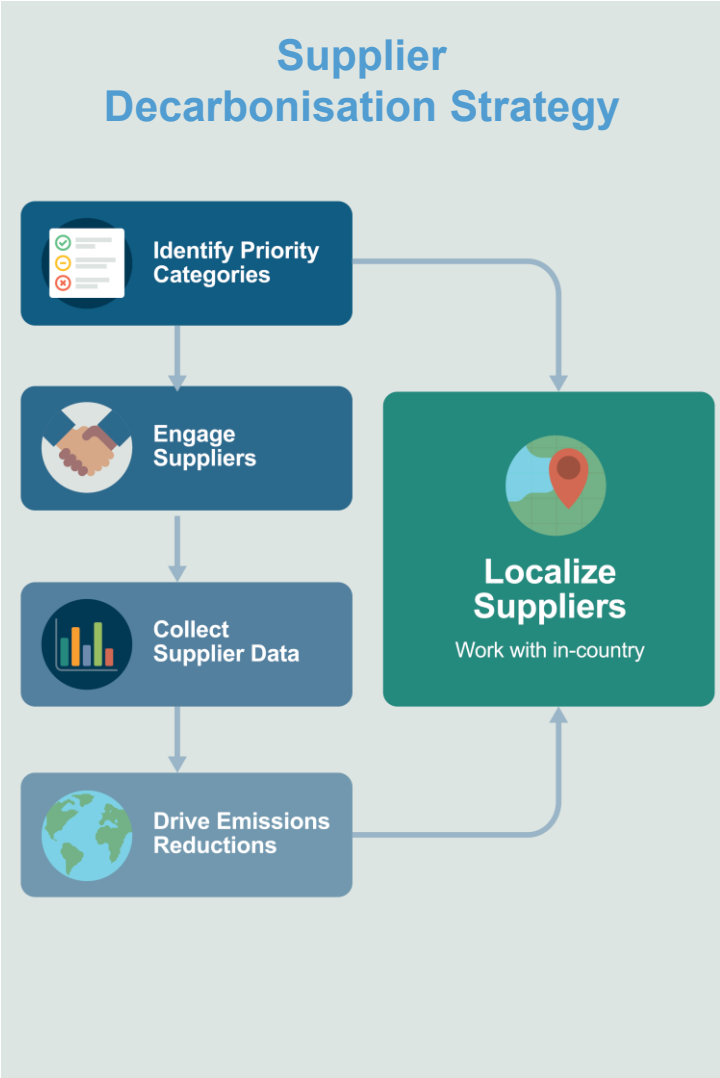 Supplier
Decarbonisation Strategy
Identify Priority
Categories
Engage
Suppliers
Collect
Supplier Data
Drive Emissions
Reductions
Localize
Suppliers
Work with in-country